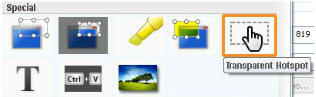 Special
819
Transparent Hotspot
T
Ctrl V